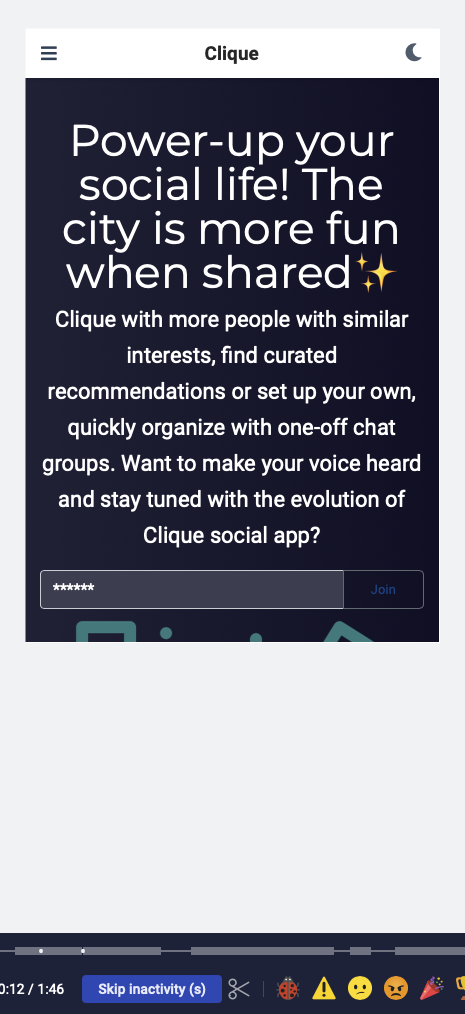 Clique
Power-up your
social life! The
city is more fun
when shared✨
Clique with more people with similar
interests, find curated
recommendations or set up your own,
quickly organize with one-off chat
groups. Want to make your voice heard
and stay tuned with the evolution of
Clique social app?
******
Join
0:12 / 1:46
Skip inactivity (s)